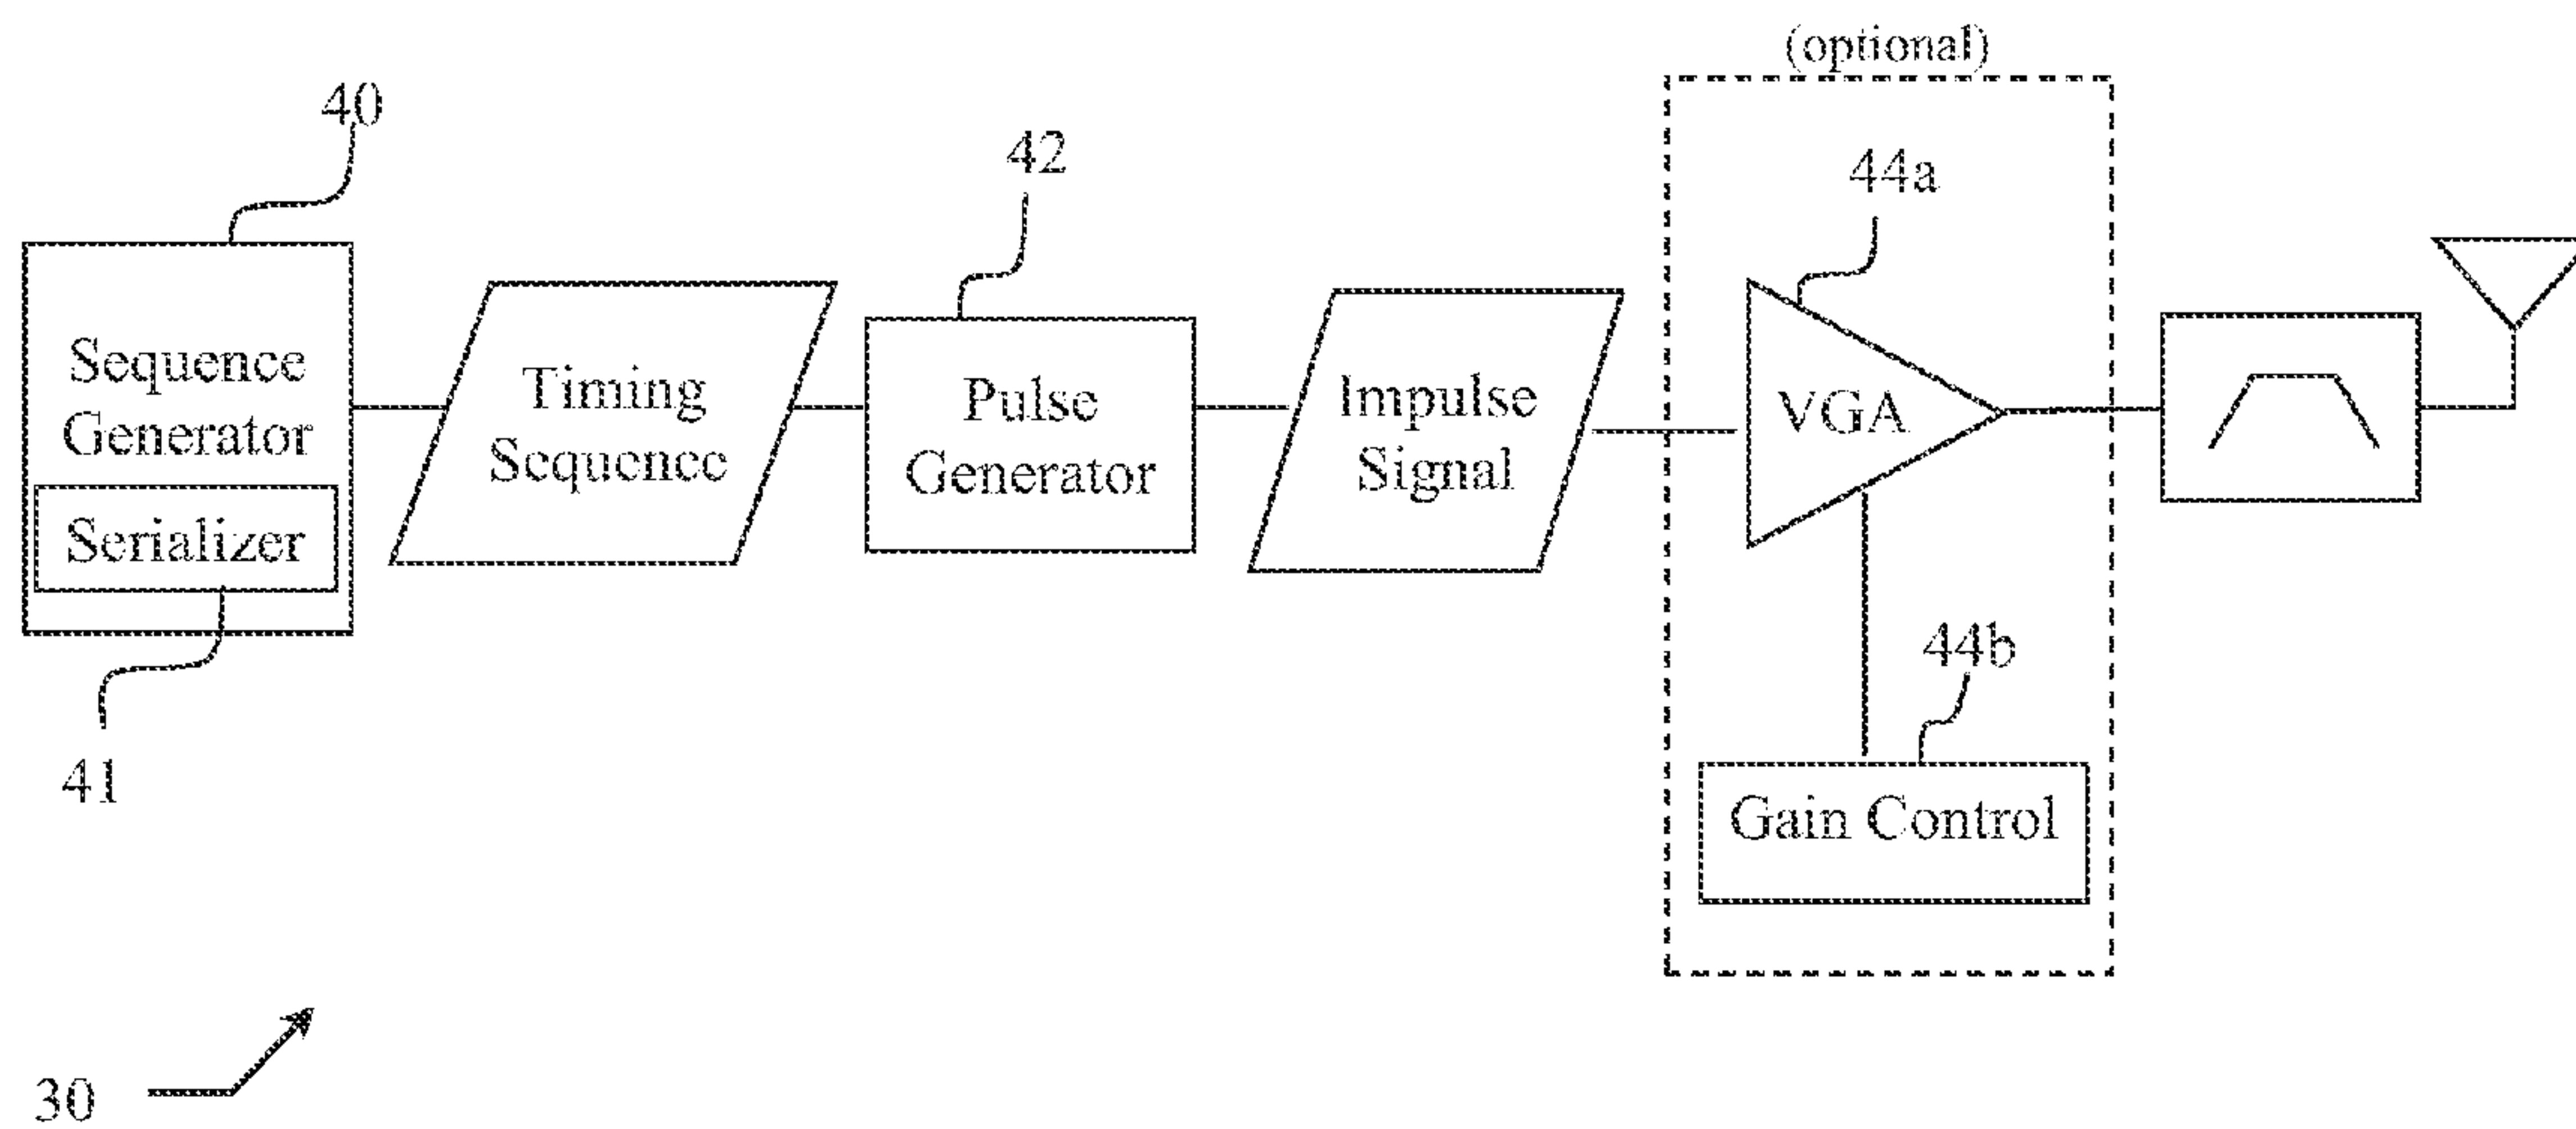 (optional)
40
42
44a
Sequence
Generator
Serializer
Timing
Sequence
Pulse
Generator
Impulse
Signal
VGA
44b
41
Gain Control
30